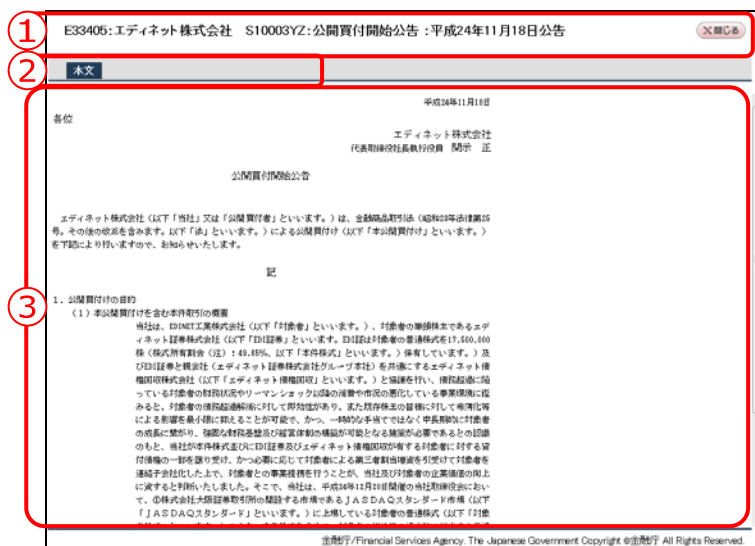 ① E33405:エディネット株式会社 S10003YZ:公開買付開始公告 :平成24年11月18日公告 ×閉じる
② 本文
平成24年11月18日
各位
エディネット株式会社
代表取締役社長執行役員 開示 正
公開買付開始公告
エディネット株式会社（以下「当社」又は「公開買付者」といいます。）は、金融商品取引法（昭和23年法律第25
号。その後の改正を含みます。以下「法」といいます。）による公開買付け（以下「本公開買付け」といいます。）
を下記により行いますので、お知らせいたします。
記
③
1．公開買付けの目的
（1）本公開買付けを含む本件取引の概要
当社は、EDINET工業株式会社（以下「対象者」といいます。）、対象者の筆頭株主であるエデ
ィネット証券株式会社（以下「EDI証券」といいます。EDI証は対象者の普通株式を17,500,000
株（株式所有割合（注）：49.65%、以下「本件株式」といいます。）保有しています。）及
びEDI証券と親会社（エディネット証券株式会社グループ本社）を共通にするエディネット債
権回収株式会社（以下「エディネット債権回収」といいます。）と協議を行い、債務超過に陥
っている対象者の財務状況やリーマンショック以降の消費や市況の悪化している事業環境に鑑
みると、対象者の債務超過解消に対して即効性があり、また既存株主の皆様に対して希薄化等
による影響を最小限に抑えることが可能で、かつ、一時的な手当てではなく中長期的に対象者
の成長に繋がり、強固な財務基盤及び経営体制の構築が可能となる施策が必要であるとの認識
のもと、当社が本件株式並びにEDI証券及びエディネット債権回収が有する対象者に対する貸
付債権の一部を譲り受け、かつ必要に応じて対象者による第三者割当増資を引受けて対象者を
連結子会社化した上で、対象者との事業提携を行うことが、当社及び対象者の企業価値の向上
に資すると判断いたしました。そこで、当社は、平成24年12月20日開催の当社取締役会におい
て、①株式会社大阪証券取引所の開設する市場であるＪＡＳＤＡＱスタンダード市場（以下
「ＪＡＳＤＡＱスタンダード」といいます。）に上場している対象者の普通株式（以下「対象
金融庁/Financial Services Agency. The Japanese Government Copyright ©金融庁 All Rights Reserved.